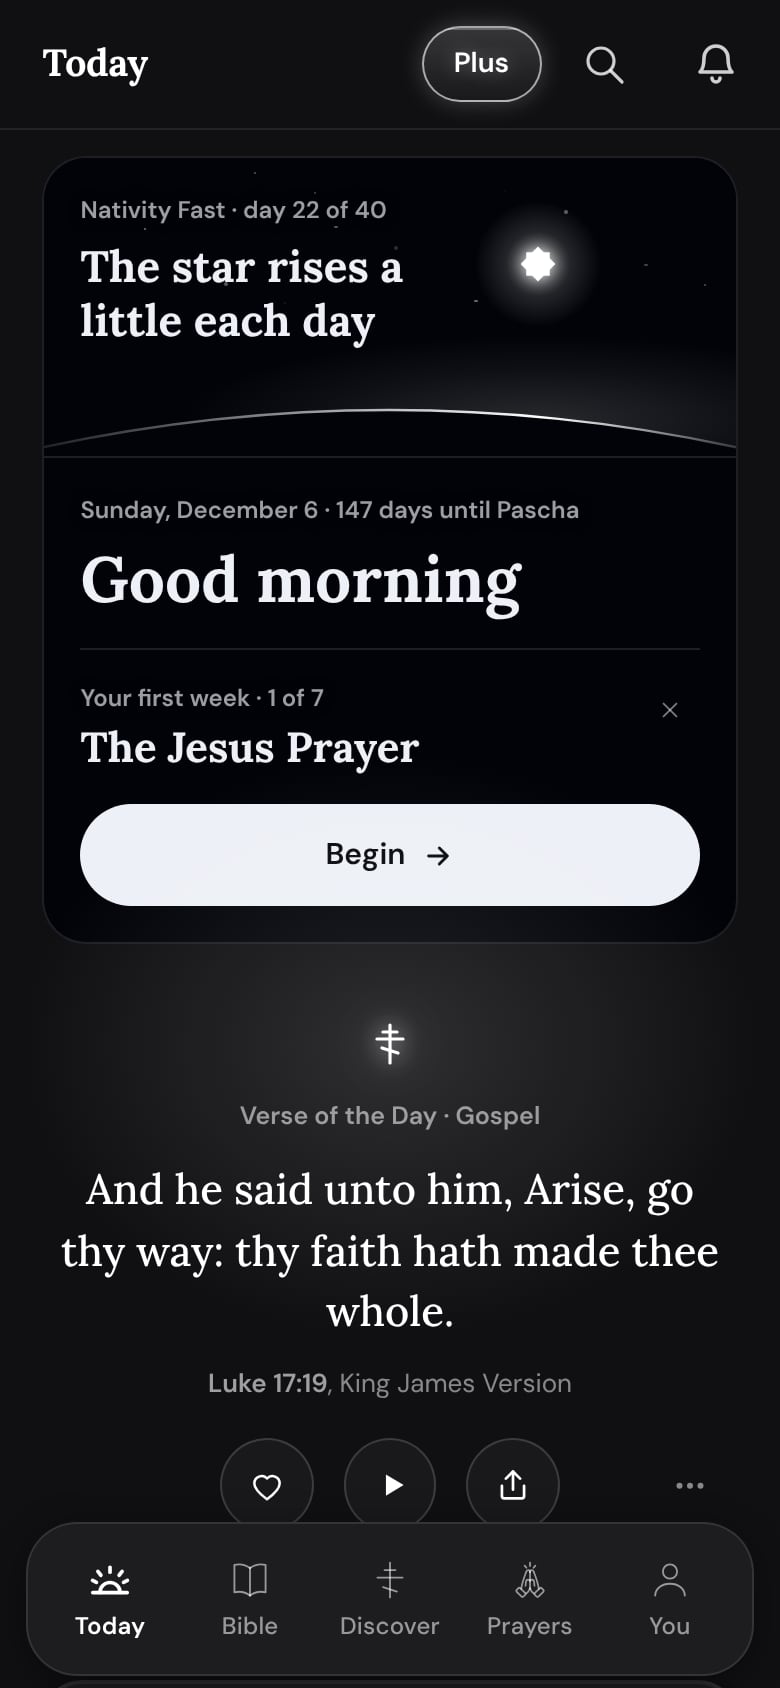 Today
Plus
Nativity Fast · day 22 of 40
The star rises a
little each day
Sunday, December 6 · 147 days until Pascha
Good morning
Your first week · 1 of 7
The Jesus Prayer
Begin →
Verse of the Day · Gospel
And he said unto him, Arise, go
thy way: thy faith hath made thee
whole.
Luke 17:19, King James Version
Today
Bible
Discover
Prayers
You